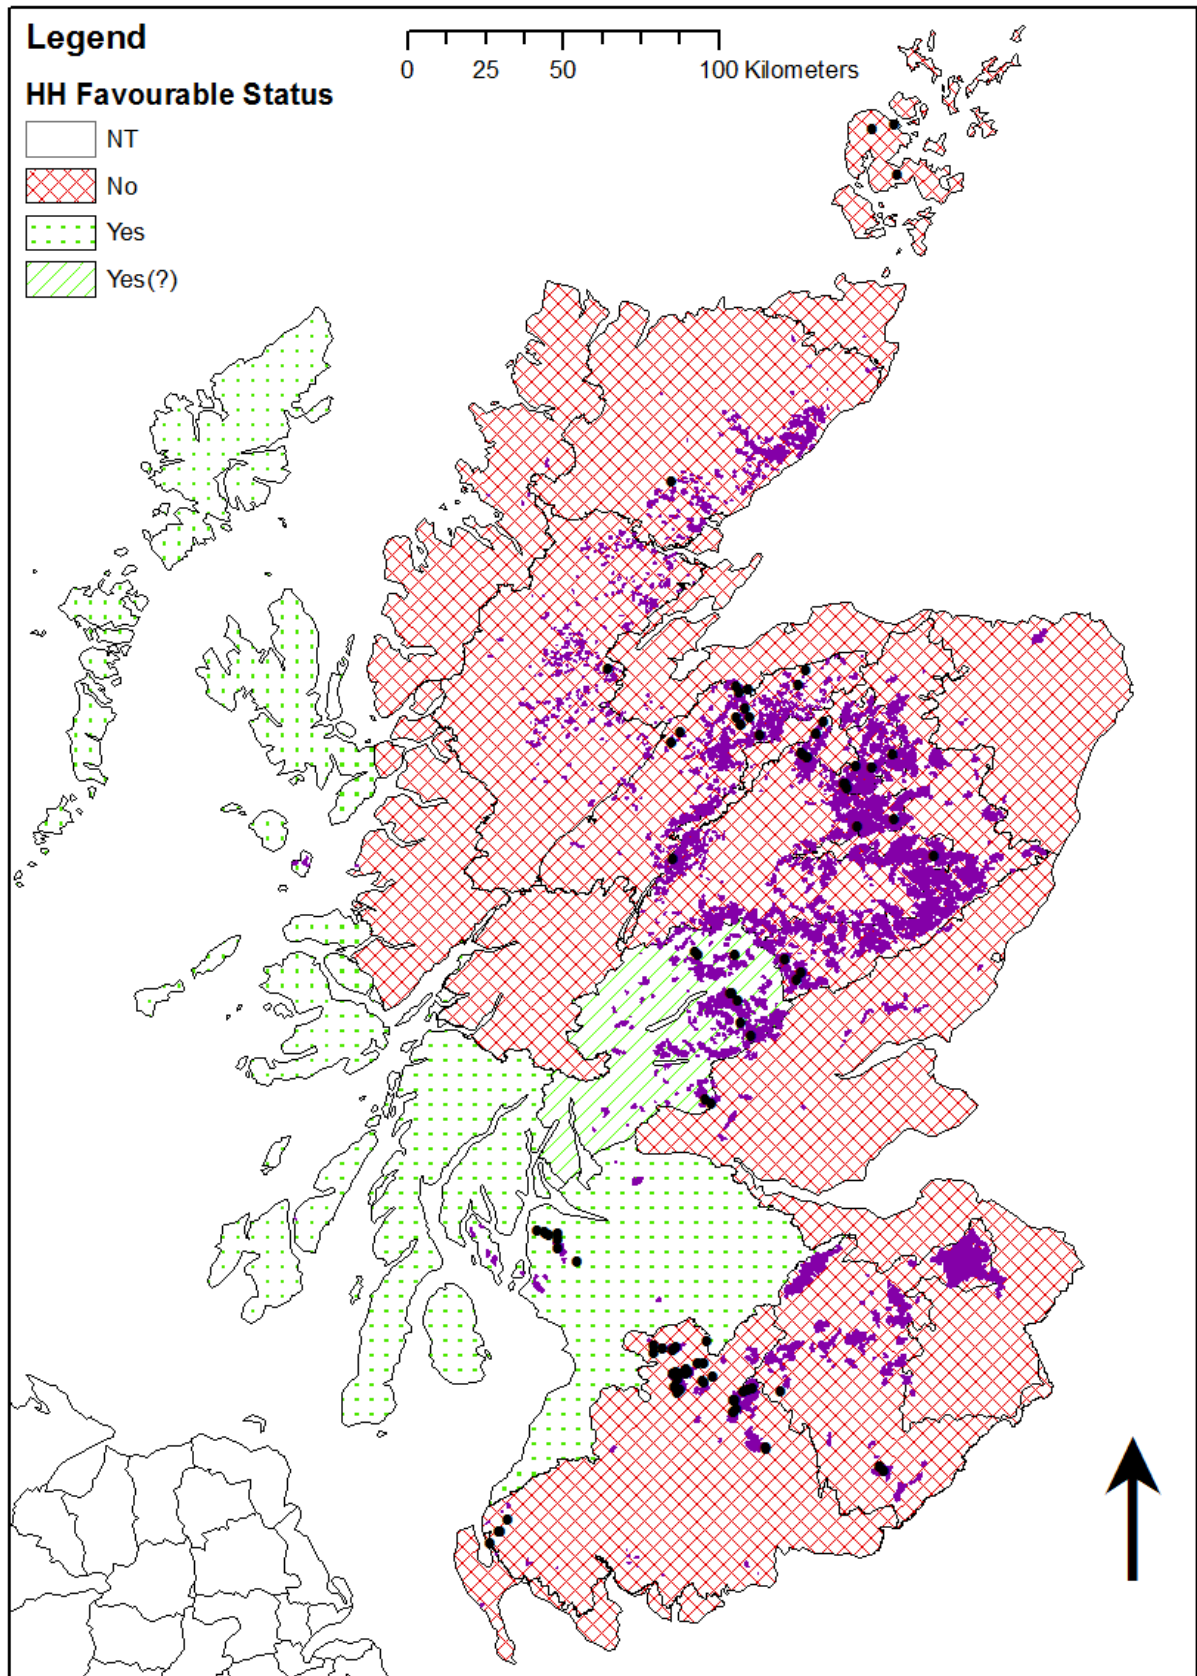 Legend
0 25 50 100 Kilometers
HH Favourable Status
NT
No
Yes
Yes(?)